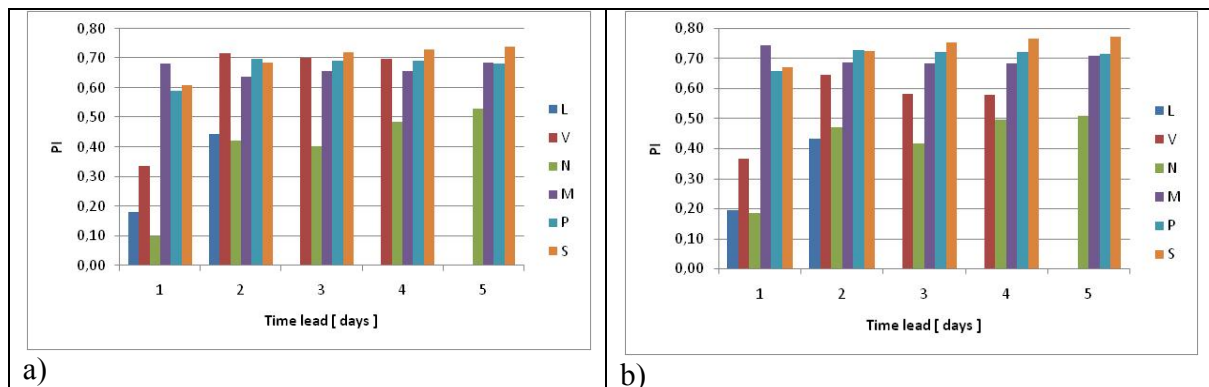 0,80
0,70
0,60
0,50
0,40
0,30
0,20
0,10
0,00
PI
1 2 3 4 5
Time lead [ days ]
L
V
N
M
P
S
a)
0,80
0,70
0,60
0,50
0,40
0,30
0,20
0,10
0,00
PI
1 2 3 4 5
Time lead [ days ]
L
V
N
M
P
S
b)